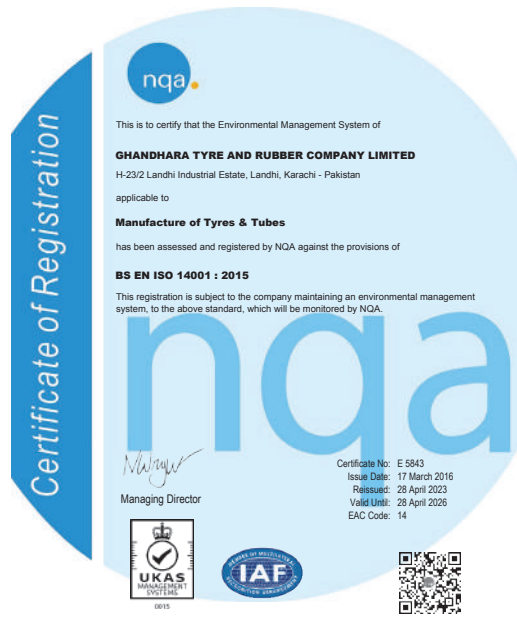 Certificate of Registration
nqa.
This is to certify that the Environmental Management System of
GHANDHARA TYRE AND RUBBER COMPANY LIMITED
H-23/2 Landhi Industrial Estate, Landhi, Karachi - Pakistan
applicable to
Manufacture of Tyres & Tubes
has been assessed and registered by NQA against the provisions of
BS EN ISO 14001 : 2015
This registration is subject to the company maintaining an environmental management
system, to the above standard, which will be monitored by NQA.
nqa
Managing Director
Certificate No: E 5843
Issue Date: 17 March 2016
Reissued: 28 April 2023
Valid Until: 28 April 2026
EAC Code: 14
UKAS
MANAGEMENT
SYSTEMS
0015
MEMBER OF MULTILATERAL
IAF
RECOGNITION ARRANGEMENT